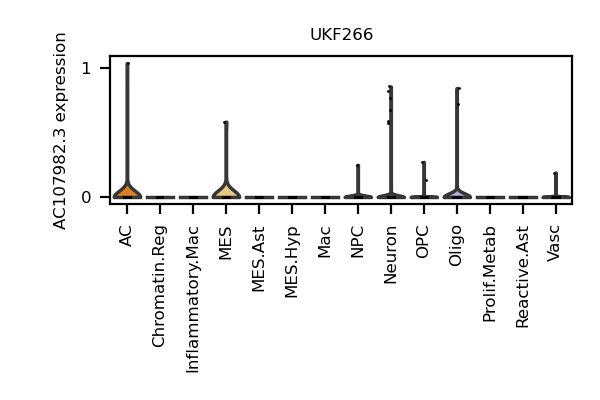 UKF266
AC107982.3 expression
1
0
AC
Chromatin.Reg
Inflammatory.Mac
MES
MES.Ast
MES.Hyp
Mac
NPC
Neuron
OPC
Oligo
Prolif.Metab
Reactive.Ast
Vasc